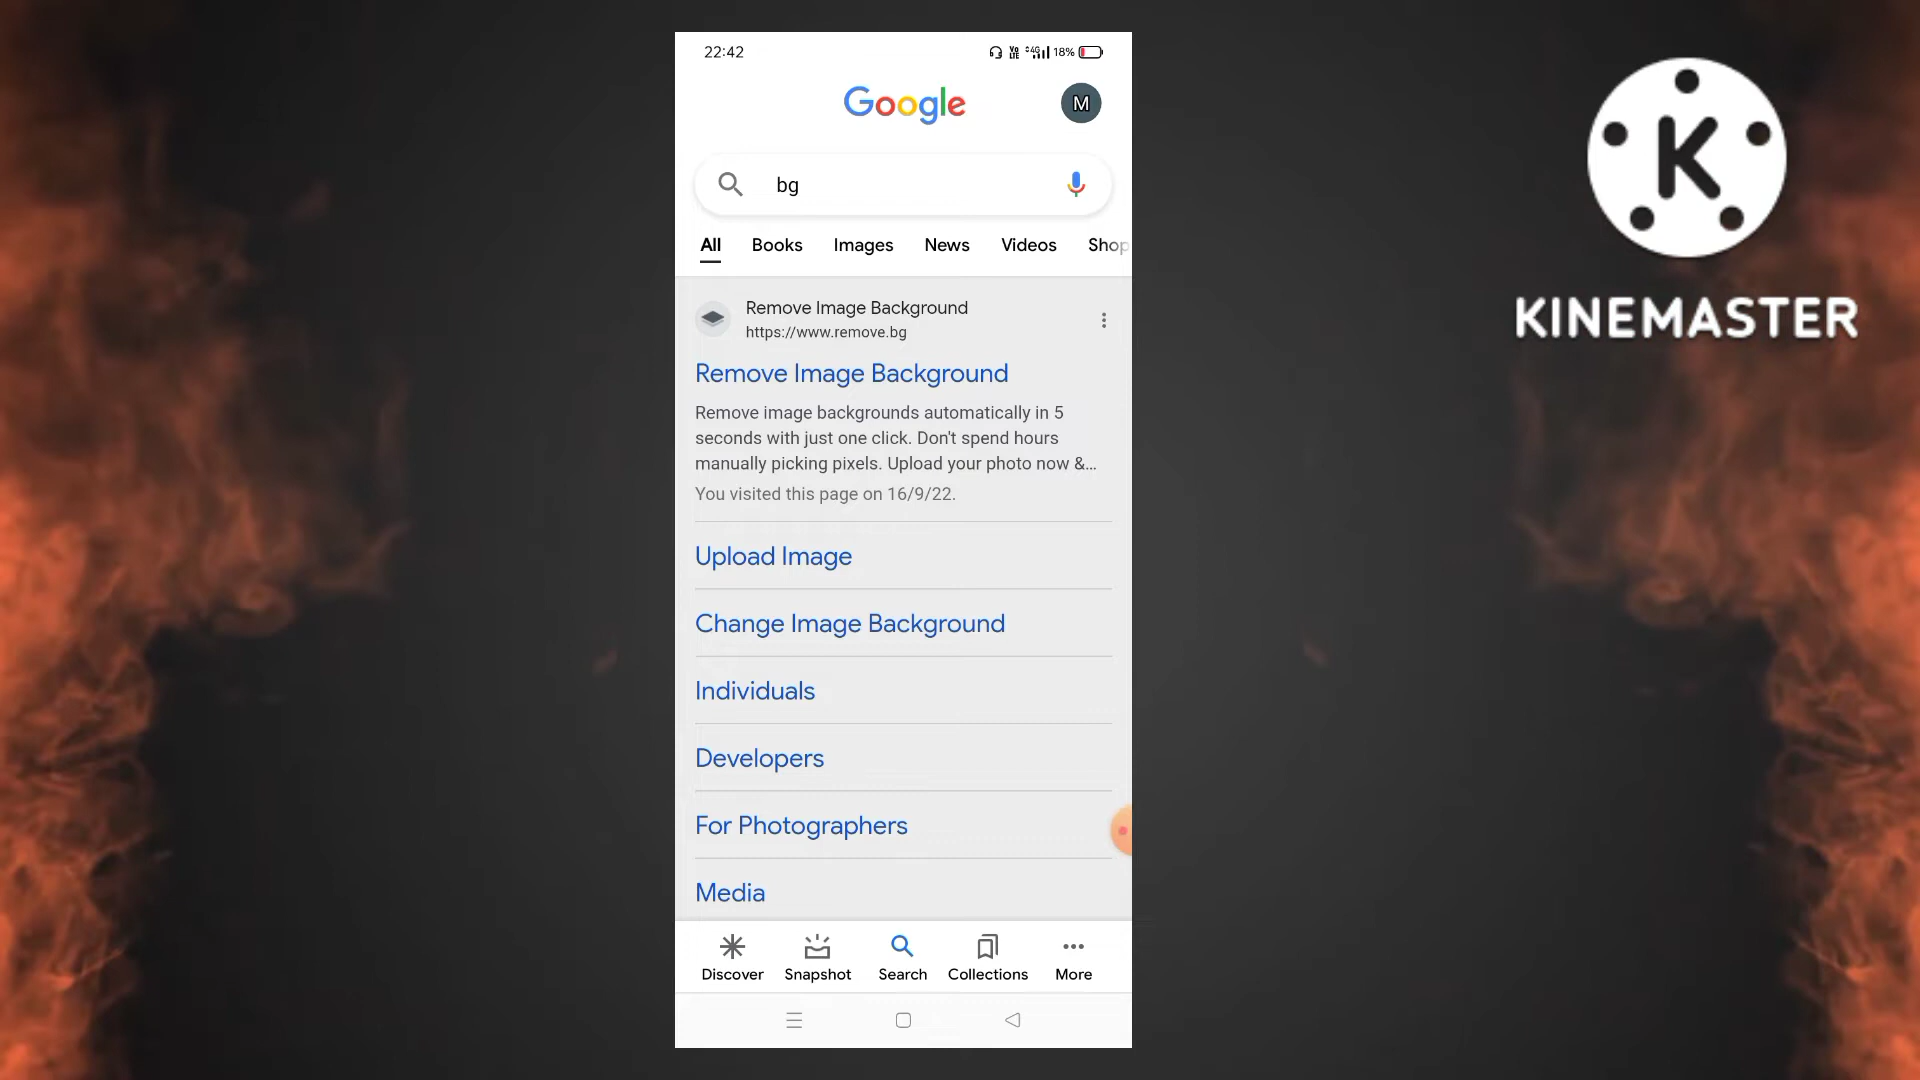 22:42
18%
Google
M
bg
All Books Images News Videos Shop
Remove Image Background
https://www.remove.bg
Remove Image Background
Remove image backgrounds automatically in 5
seconds with just one click. Don't spend hours
manually picking pixels. Upload your photo now &...
You visited this page on 16/9/22.
Upload Image
Change Image Background
Individuals
Developers
For Photographers
Media
Discover Snapshot Search Collections More
K
KINEMASTER